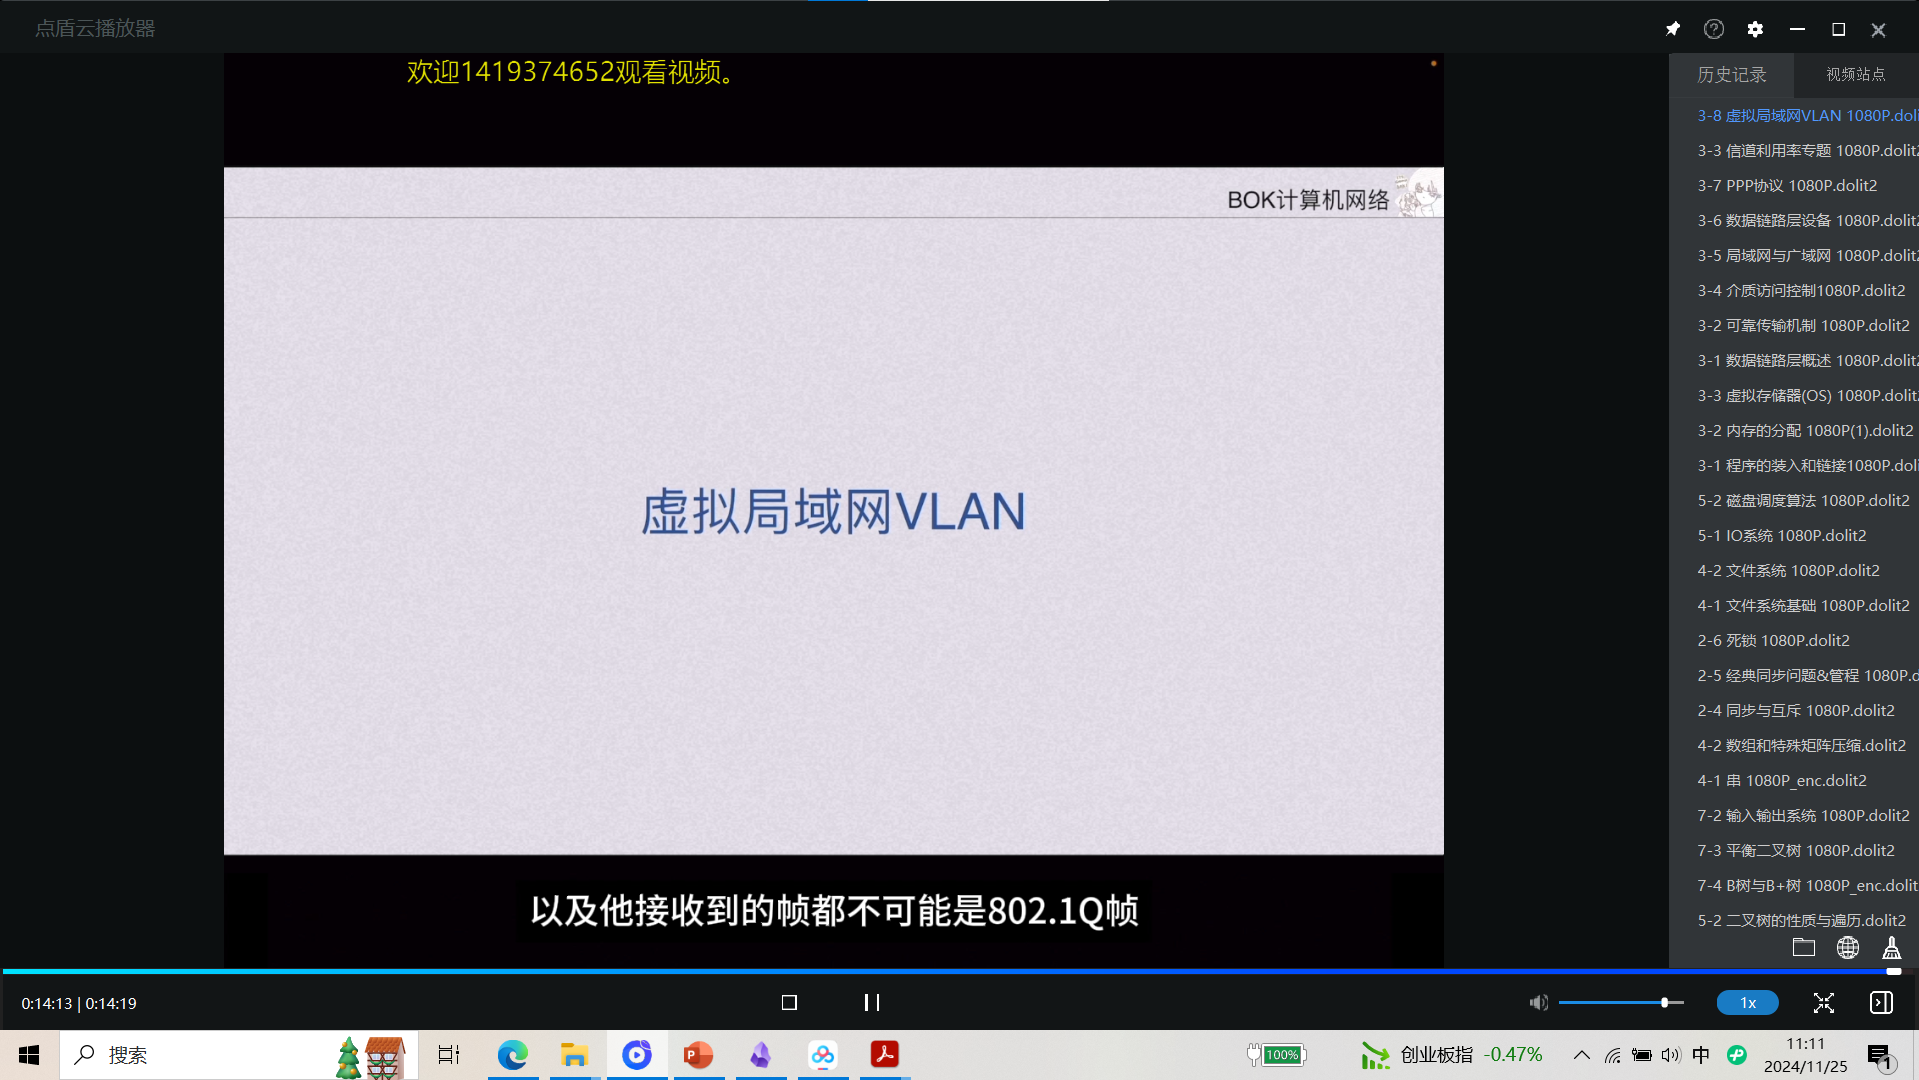 点盾云播放器
欢迎1419374652观看视频。
BOK计算机网络
虚拟局域网VLAN
以及他接收到的帧都不可能是802.1Q帧
历史记录
视频站点
3-8 虚拟局域网VLAN 1080P.doli
3-3 信道利用率专题 1080P.dolit2
3-7 PPP协议 1080P.dolit2
3-6 数据链路层设备 1080P.dolit2
3-5 局域网与广域网 1080P.dolit2
3-4 介质访问控制1080P.dolit2
3-2 可靠传输机制 1080P.dolit2
3-1 数据链路层概述 1080P.dolit2
3-3 虚拟存储器(OS) 1080P.dolit2
3-2 内存的分配 1080P(1).dolit2
3-1 程序的装入和链接1080P.doli
5-2 磁盘调度算法 1080P.dolit2
5-1 IO系统 1080P.dolit2
4-2 文件系统 1080P.dolit2
4-1 文件系统基础 1080P.dolit2
2-6 死锁 1080P.dolit2
2-5 经典同步问题&管程 1080P.d
2-4 同步与互斥 1080P.dolit2
4-2 数组和特殊矩阵压缩.dolit2
4-1 串 1080P_enc.dolit2
7-2 输入输出系统 1080P.dolit2
7-3 平衡二叉树 1080P.dolit2
7-4 B树与B+树 1080P_enc.dolit
5-2 二叉树的性质与遍历.dolit2
0:14:13 | 0:14:19
1x
搜索
100%
创业板指 -0.47%
中
11:11
2024/11/25
1